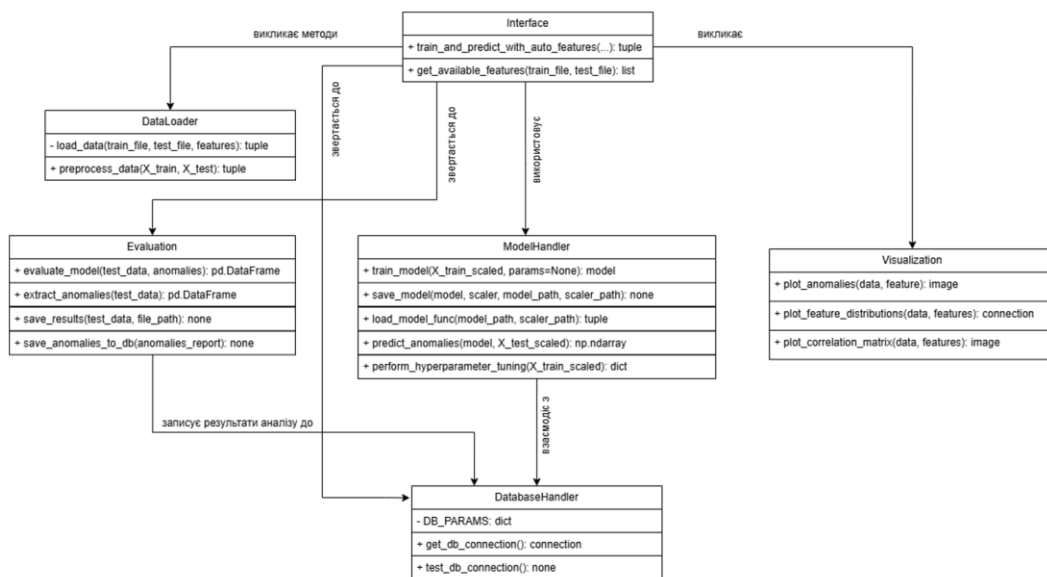 Interface
+ train_and_predict_with_auto_features(...): tuple
+ get_available_features(train_file, test_file): list
викликає методи
викликає
звертається до
звертається до
використовує
DataLoader
- load_data(train_file, test_file, features): tuple
+ preprocess_data(X_train, X_test): tuple
Evaluation
+ evaluate_model(test_data, anomalies): pd.DataFrame
+ extract_anomalies(test_data): pd.DataFrame
+ save_results(test_data, file_path): none
+ save_anomalies_to_db(anomalies_report): none
ModelHandler
+ train_model(X_train_scaled, params=None): model
+ save_model(model, scaler, model_path, scaler_path): none
+ load_model_func(model_path, scaler_path): tuple
+ predict_anomalies(model, X_test_scaled): np.ndarray
+ perform_hyperparameter_tuning(X_train_scaled): dict
Visualization
+ plot_anomalies(data, feature): image
+ plot_feature_distributions(data, features): connection
+ plot_correlation_matrix(data, features): image
записує результати аналізу до
взаємодіє з
DatabaseHandler
- DB_PARAMS: dict
+ get_db_connection(): connection
+ test_db_connection(): none